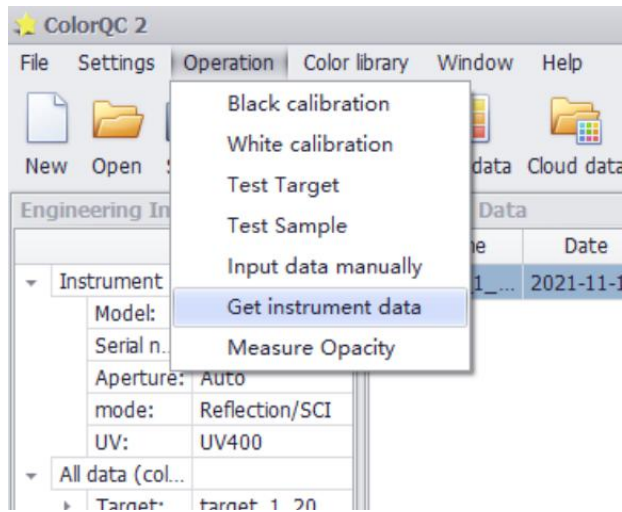 ColorQC 2
File Settings Operation Color library Window Help
Black calibration
White calibration
Test Target
Test Sample
Input data manually
Get instrument data
Measure Opacity
New Open data Cloud data
Engineering In Data
Date
Instrument 1_... 2021-11-1
Model:
Serial n...
Aperture: Auto
mode: Reflection/SCI
UV: UV400
All data (col...
Target: target_1_20